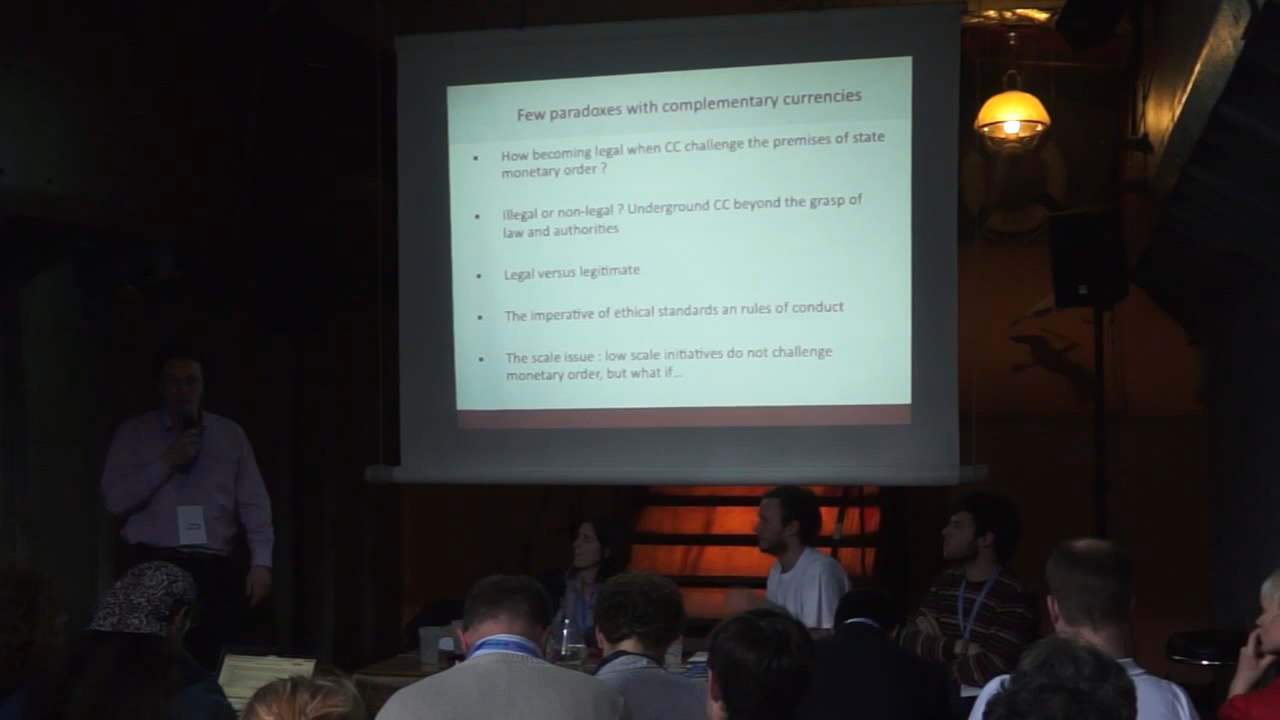 Few paradoxes with complementary currencies
• How becoming legal when CC challenge the premises of state
monetary order ?
• Illegal or non-legal ? Underground CC beyond the grasp of
law and authorities
• Legal versus legitimate
• The imperative of ethical standards an rules of conduct
• The scale issue : low scale initiatives do not challenge
monetary order, but what if...